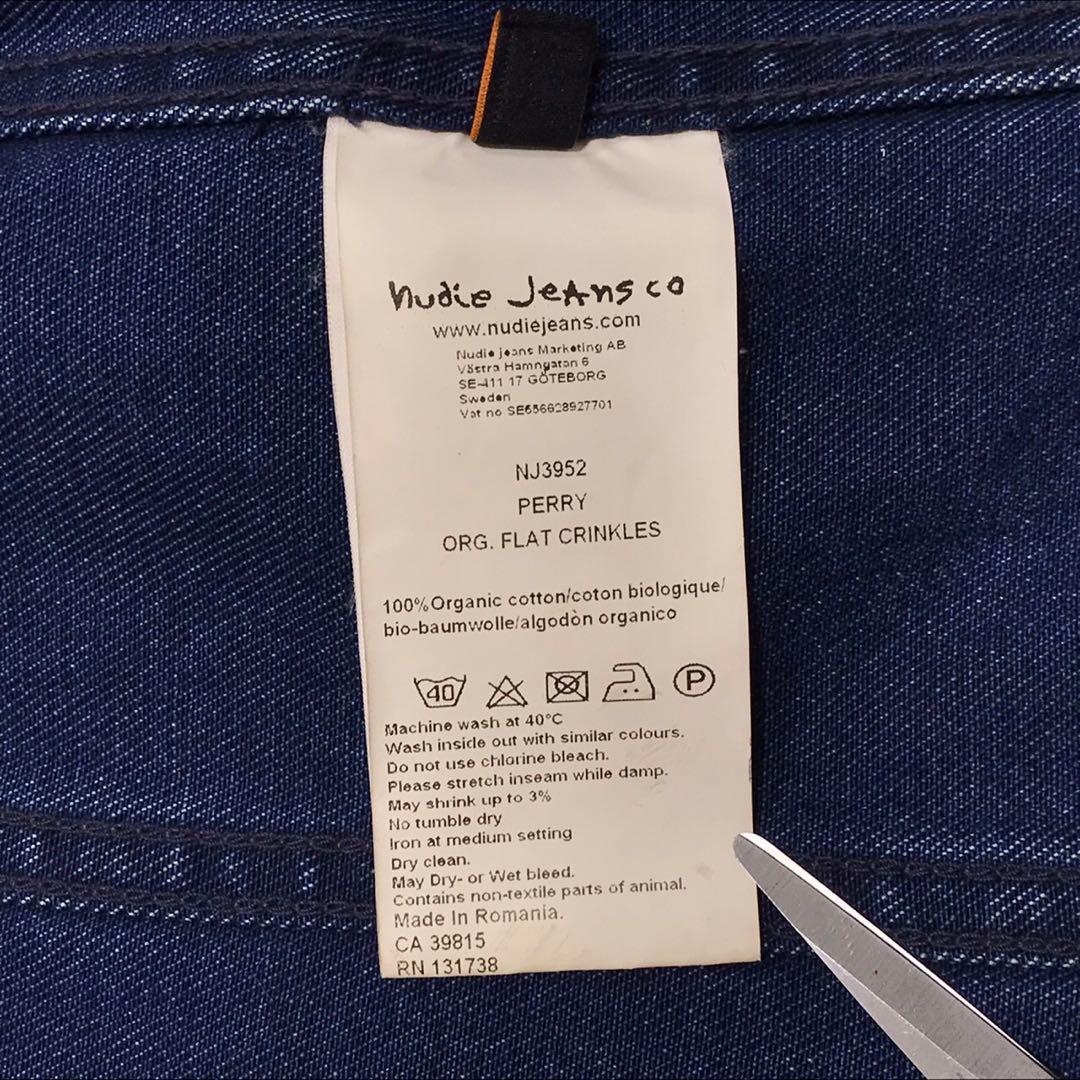 nudie jeans co
www.nudiejeans.com
Nudie jeans Marketing AB
Västra Hamngatan 6
SE-411 17 GÖTEBORG
Sweden
Vat no SE556628927701
NJ3952
PERRY
ORG. FLAT CRINKLES
100%Organic cotton/coton biologique/
bio-baumwolle/algodòn organico
40 P
Machine wash at 40°C
Wash inside out with similar colours.
Do not use chlorine bleach.
Please stretch inseam while damp.
May shrink up to 3%
No tumble dry
Iron at medium setting
Dry clean.
May Dry- or Wet bleed.
Contains non-textile parts of animal.
Made In Romania.
CA 39815
RN 131738